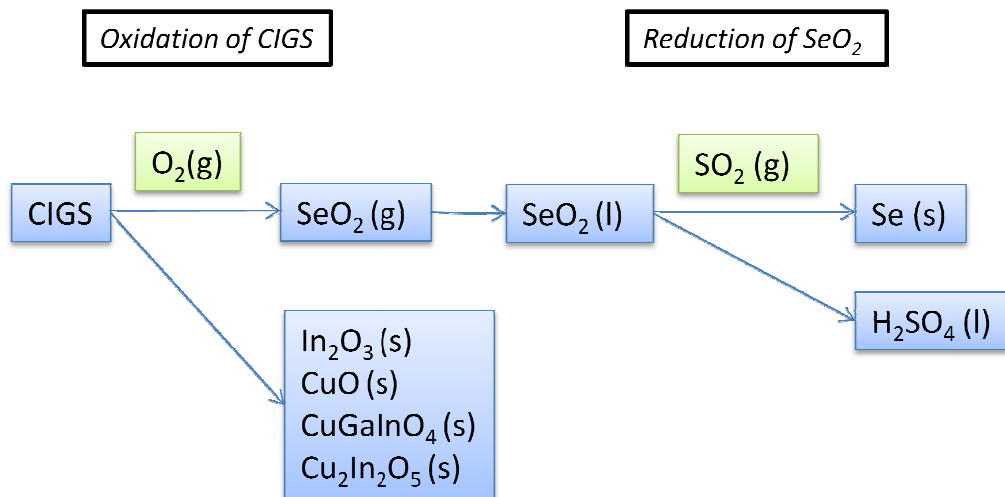 Oxidation of CIGS
Reduction of SeO₂
O₂(g)
SO₂ (g)
CIGS
SeO₂ (g)
SeO₂ (l)
Se (s)
H₂SO₄ (l)
In₂O₃ (s)
CuO (s)
CuGaInO₄ (s)
Cu₂In₂O₅ (s)